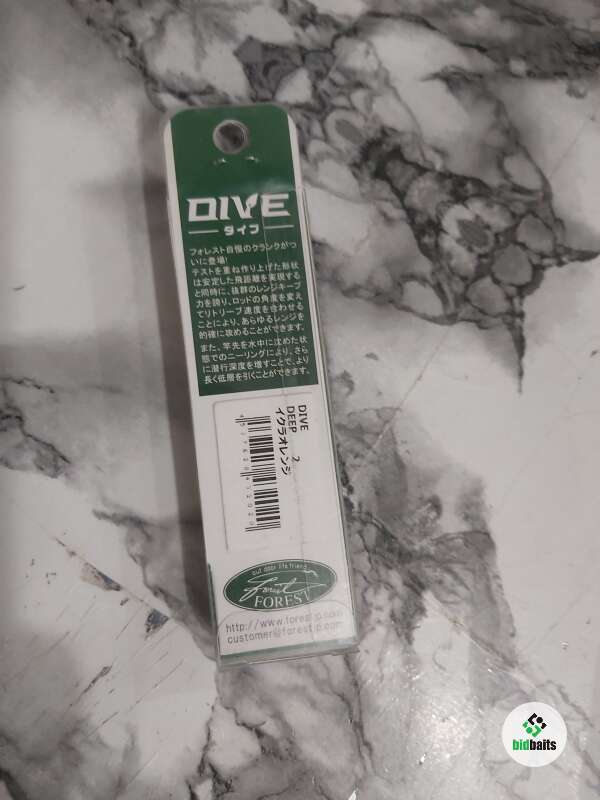 DIVE
ダイブ
フォレスト自慢のクランクがつ
いに登場!
テストを重ね作り上げた形状
は安定した飛距離を実現する
と同時に、抜群のレンジキープ
力を誇り、ロッドの角度を変え
てリトリーブ速度を合わせる
ことにより、あらゆるレンジを
的確に攻めることができます。
また、竿先を水中に沈めた状
態でのニーリングにより、さら
に潜行深度を増すことで、より
長く低層を引くことができます。
DIVE
DEEP 2
イクラオレンジ
out door life friend
Forest
FOREST
http://www.forestjp.com
customer@forestjp.com
bidbaits